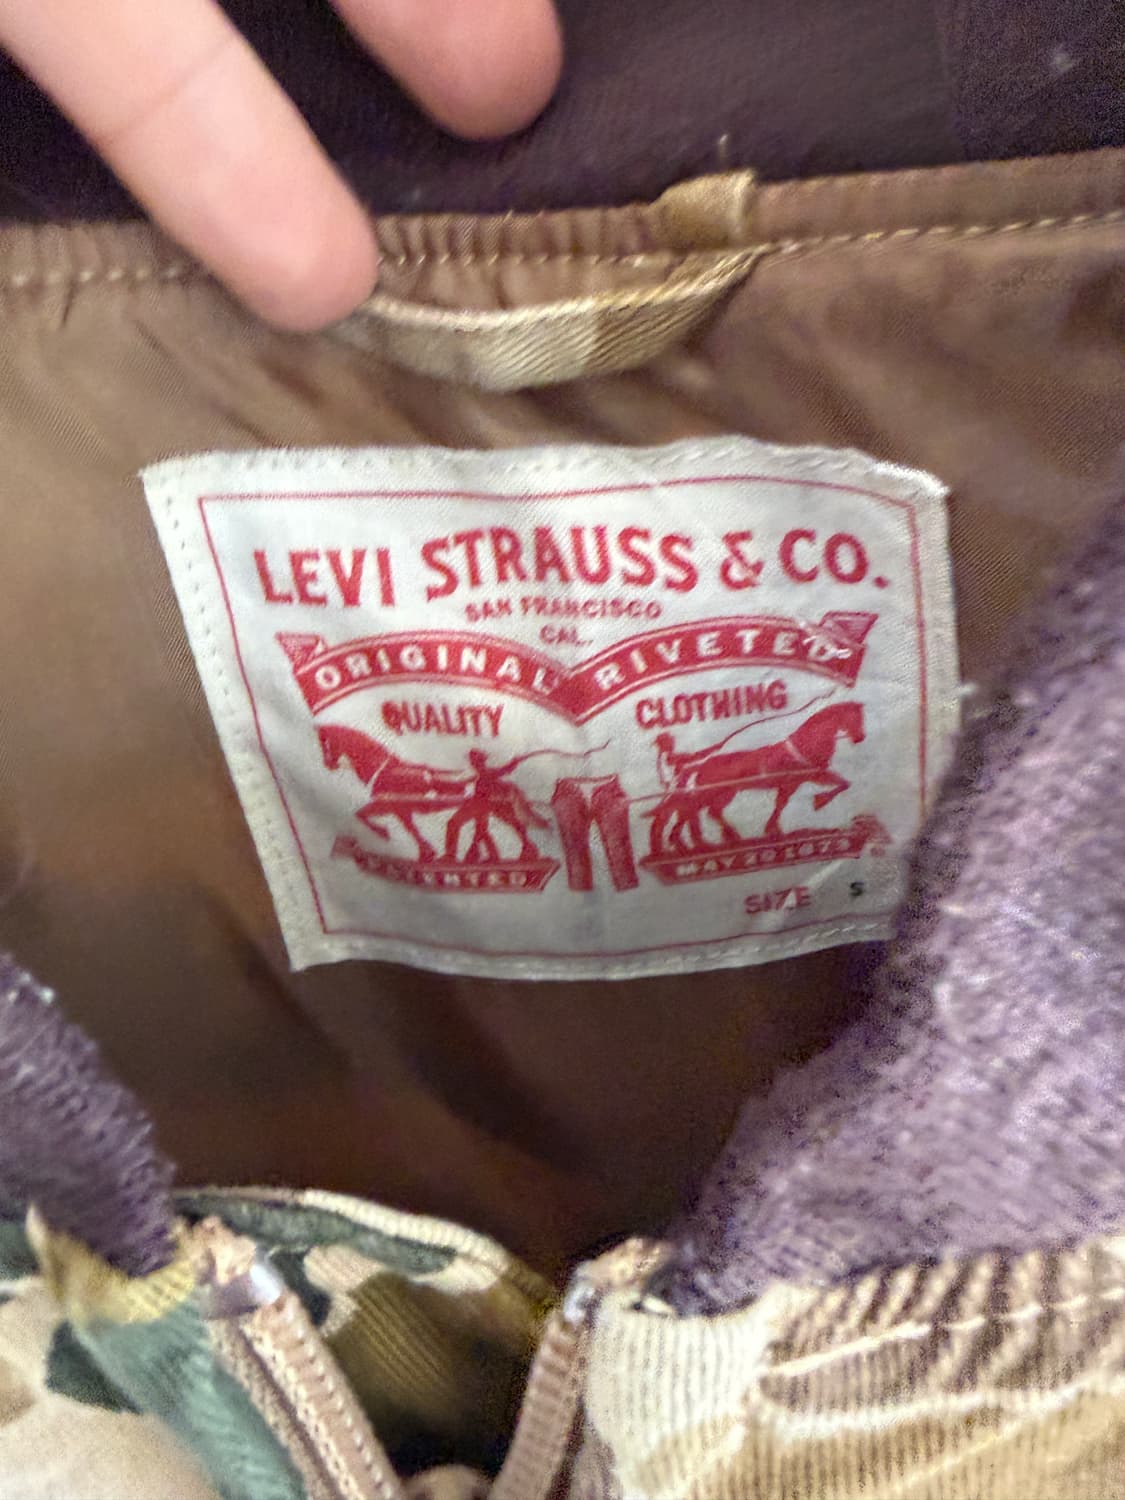 LEVI STRAUSS & CO.
SAN FRANCISCO
CAL.
ORIGINAL RIVETED
QUALITY CLOTHING
PATENTED MAY 20 1873
SIZE S